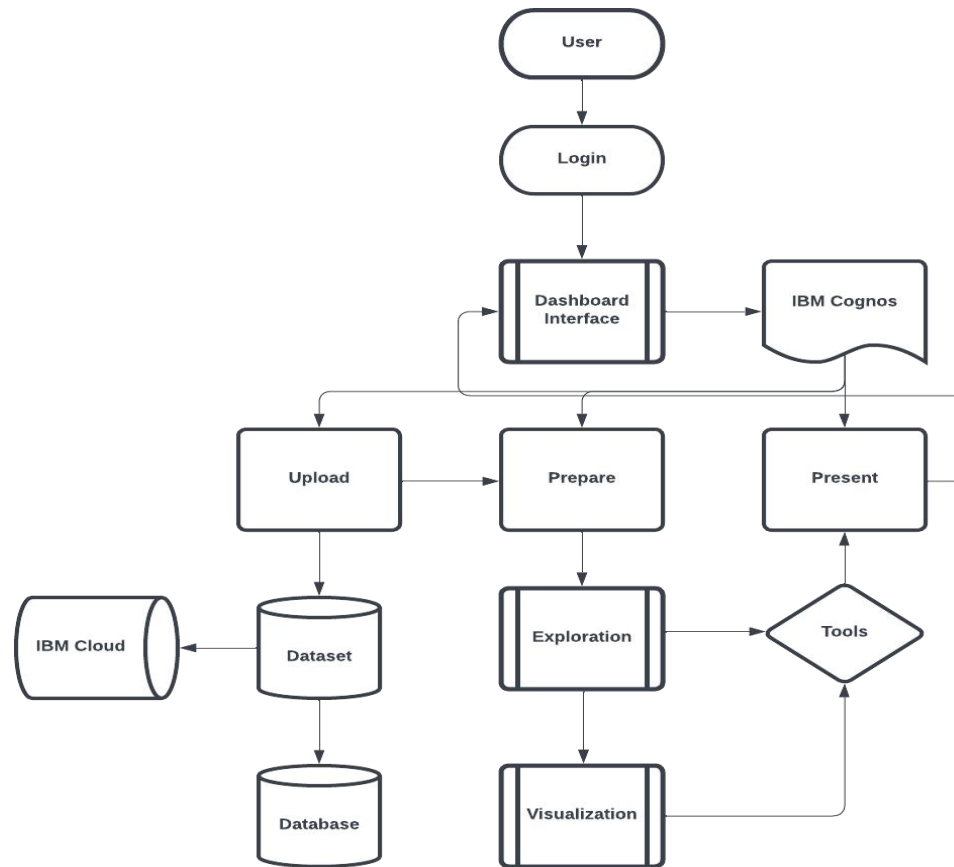 User
Login
Dashboard
Interface
IBM Cognos
Upload
Prepare
Present
IBM Cloud
Dataset
Exploration
Tools
Database
Visualization